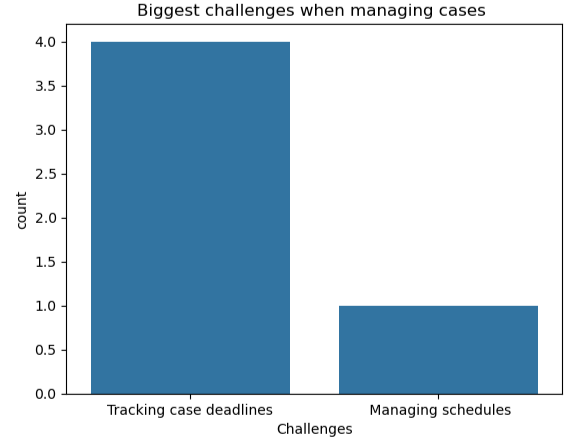 Biggest challenges when managing cases
4.0
3.5
3.0
2.5
2.0
1.5
1.0
0.5
0.0
count
Tracking case deadlines Managing schedules
Challenges